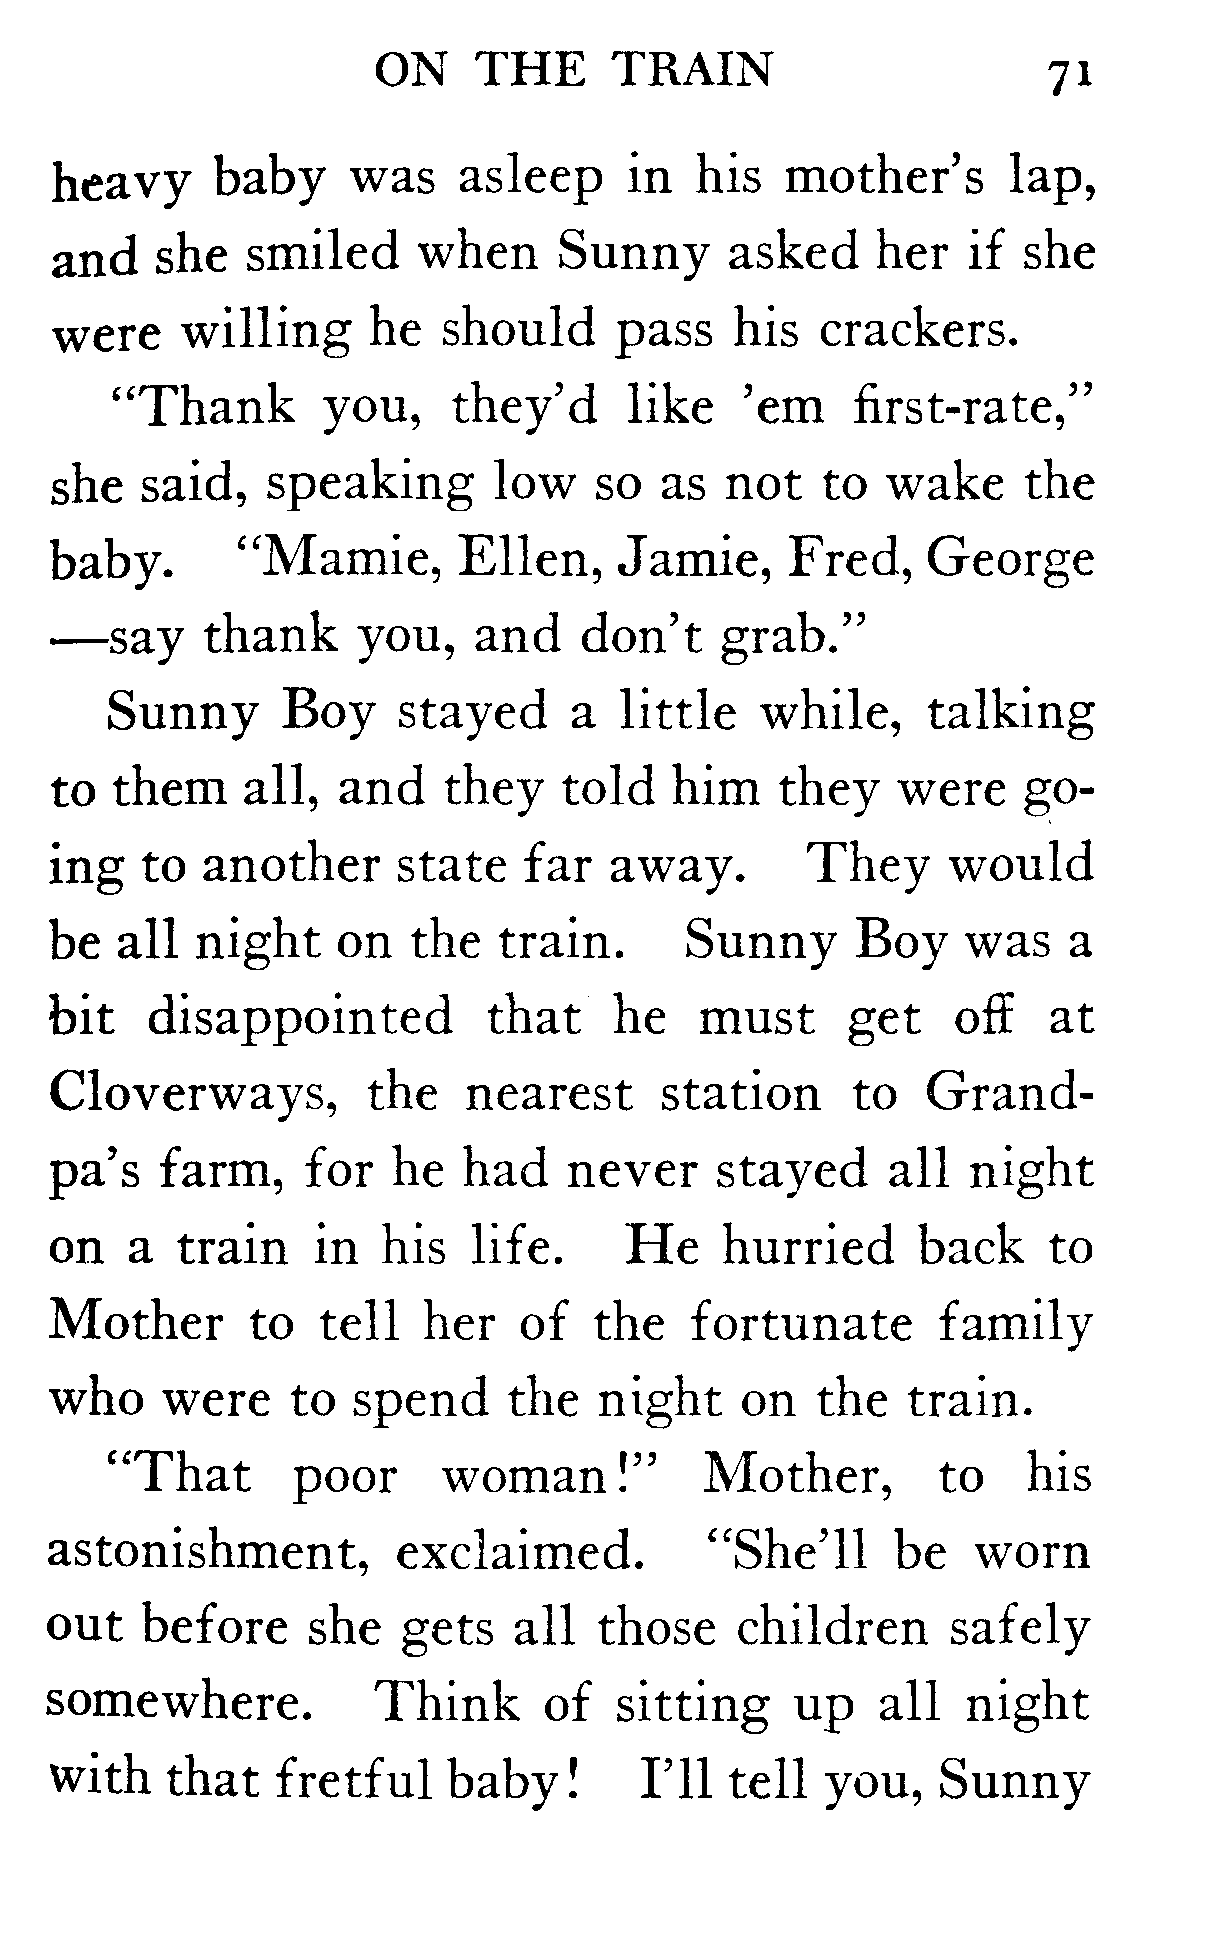 ON THE TRAIN 71
heavy baby was asleep in his mother's lap,
and she smiled when Sunny asked her if she
were willing he should pass his crackers.
"Thank you, they'd like 'em first-rate,"
she said, speaking low so as not to wake the
baby. "Mamie, Ellen, Jamie, Fred, George
—say thank you, and don't grab."
Sunny Boy stayed a little while, talking
to them all, and they told him they were go-
ing to another state far away. They would
be all night on the train. Sunny Boy was a
bit disappointed that he must get off at
Cloverways, the nearest station to Grand-
pa's farm, for he had never stayed all night
on a train in his life. He hurried back to
Mother to tell her of the fortunate family
who were to spend the night on the train.
"That poor woman!" Mother, to his
astonishment, exclaimed. "She'll be worn
out before she gets all those children safely
somewhere. Think of sitting up all night
with that fretful baby! I'll tell you, Sunny